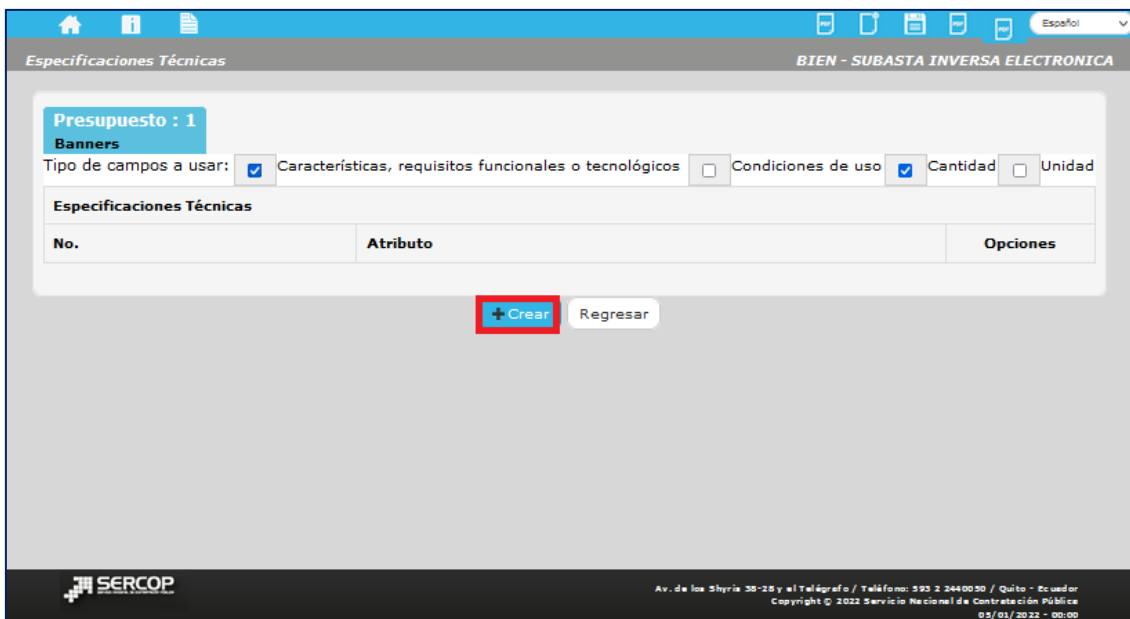 Español
Especificaciones Técnicas BIEN - SUBASTA INVERSA ELECTRONICA
Presupuesto : 1
Banners
Tipo de campos a usar: Características, requisitos funcionales o tecnológicos Condiciones de uso Cantidad Unidad
Especificaciones Técnicas
No. Atributo Opciones
+Crear Regresar
SERCOP
Av. de los Shyris 38-28 y el Telégrafo / Teléfono: 593 2 2440050 / Quito - Ecuador
Copyright © 2022 Servicio Nacional de Contratación Pública
05/01/2022 - 00:00